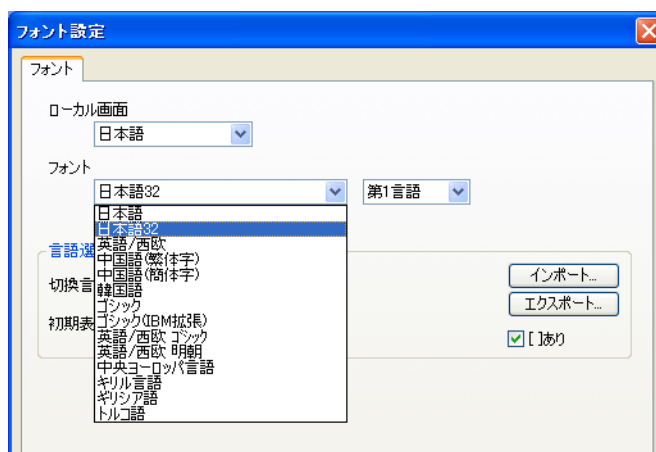 フォント設定
フォント
ローカル画面
日本語
フォント
日本語32
第1言語
日本語
日本語32
英語/西欧
中国語(繁体字)
中国語(簡体字)
韓国語
ゴシック
ゴシック(IBM拡張)
英語/西欧 ゴシック
英語/西欧 明朝
中央ヨーロッパ言語
キリル言語
ギリシア語
トルコ語
言語選
切換言
初期表
インポート...
エクスポート...
[ ]あり